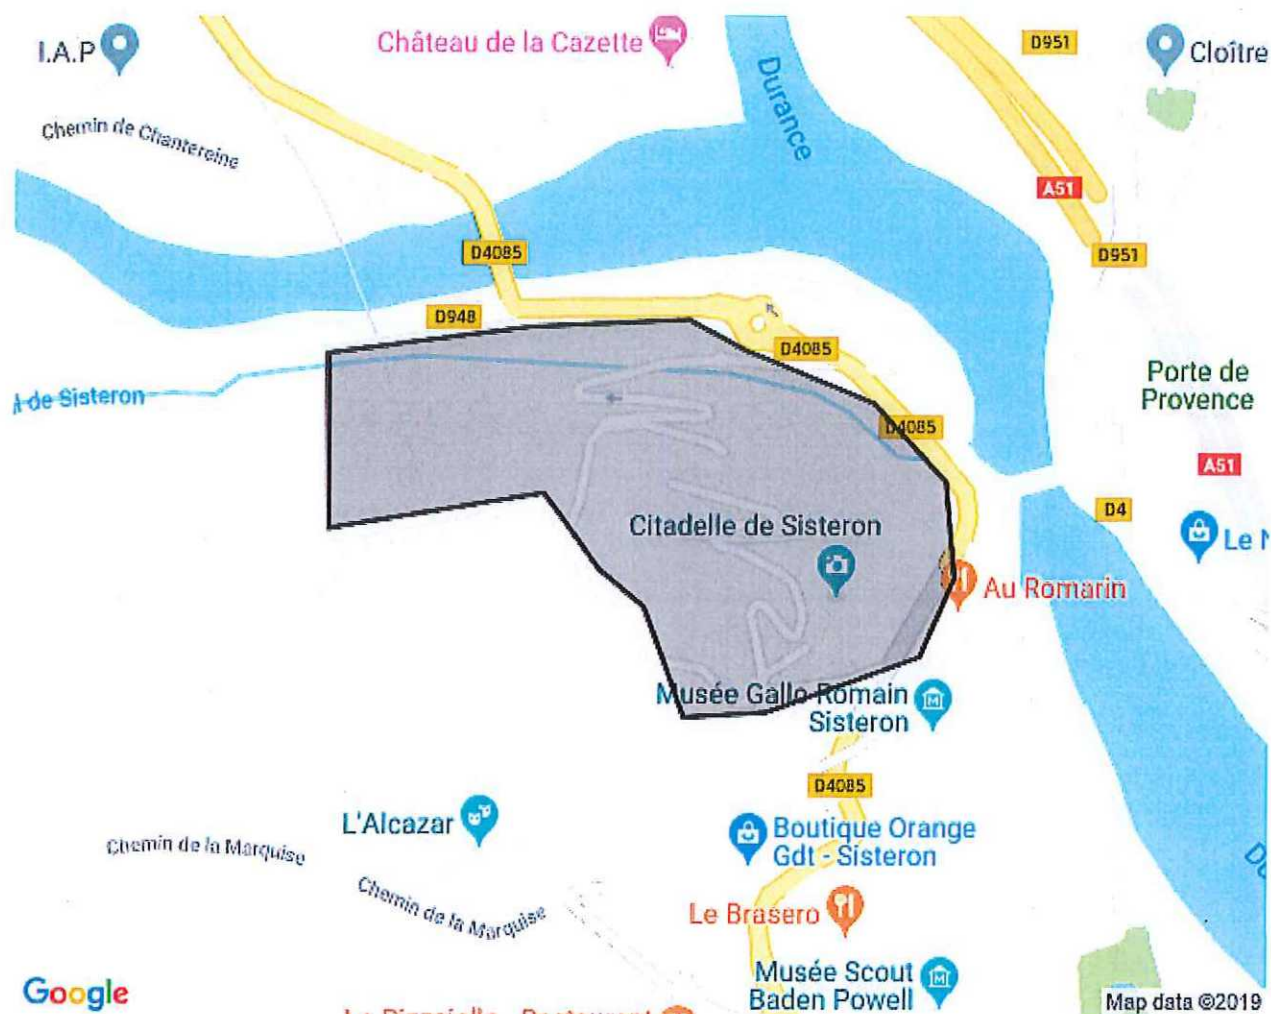 I.A.P
Château de la Cazette
D951
Cloître
Chemin de Chantereine
Durance
A51
D4085
D951
D948
D4085
de Sisteron
Porte de
Provence
D4085
A51
D4
Citadelle de Sisteron
Le
Au Romarin
Musée Gallo Romain
Sisteron
D4085
L'Alcazar
Boutique Orange
Gdt - Sisteron
Chemin de la Marquise
Chemin de la Marquise
Le Brasero
Musée Scout
Baden Powell
Google
Map data ©2019